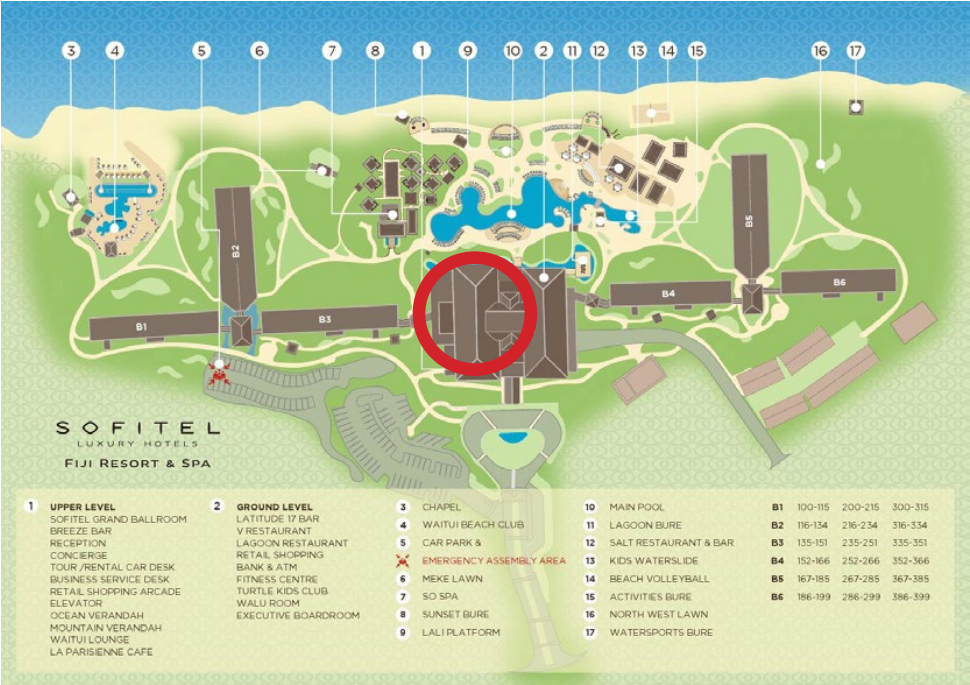 3 4 5 6 7 8 1 9 10 2 11 12 13 14 15 16 17
B2
B5
B6
B4
B1
B3
SOFITEL
LUXURY HOTELS
FIJI RESORT & SPA
1 UPPER LEVEL
SOFITEL GRAND BALLROOM
BREEZE BAR
RECEPTION
CONCIERGE
TOUR /RENTAL CAR DESK
BUSINESS SERVICE DESK
RETAIL SHOPPING ARCADE
ELEVATOR
OCEAN VERANDAH
MOUNTAIN VERANDAH
WAITUI LOUNGE
LA PARISIENNE CAFE
2 GROUND LEVEL
LATITUDE 17 BAR
V RESTAURANT
LAGOON RESTAURANT
RETAIL SHOPPING
BANK & ATM
FITNESS CENTRE
TURTLE KIDS CLUB
WALU ROOM
EXECUTIVE BOARDROOM
3 CHAPEL
4 WAITUI BEACH CLUB
5 CAR PARK &
EMERGENCY ASSEMBLY AREA
6 MEKE LAWN
7 SO SPA
8 SUNSET BURE
9 LALI PLATFORM
10 MAIN POOL
11 LAGOON BURE
12 SALT RESTAURANT & BAR
13 KIDS WATERSLIDE
14 BEACH VOLLEYBALL
15 ACTIVITIES BURE
16 NORTH WEST LAWN
17 WATERSPORTS BURE
B1 100-115 200-215 300-315
B2 116-134 216-234 316-334
B3 135-151 235-251 335-351
B4 152-166 252-266 352-366
B5 167-185 267-285 367-385
B6 186-199 286-299 386-399